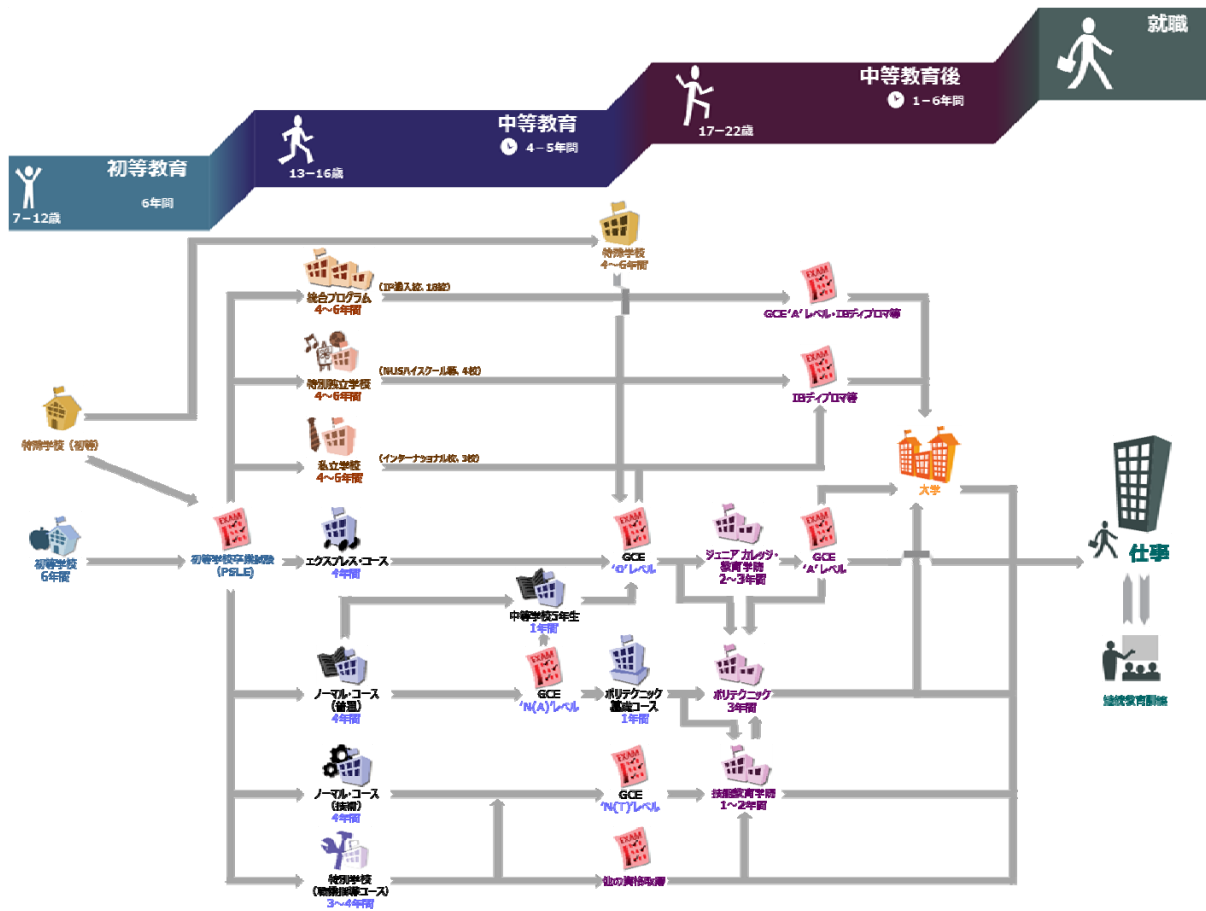 就職
中等教育後
1－6年間
17－22歳
中等教育
4－5年間
13－16歳
初等教育
6年間
7－12歳
特殊学校
4～6年間
統合プログラム
4～6年間
(IP導入校、18校)
EXAM
GCE‘A’レベル・IBディプロマ等
特別独立学校
4～6年間
(NUSハイスクール等、4校)
EXAM
IBディプロマ等
特殊学校（初等）
私立学校
4～6年間
(インターナショナル校、3校)
大学
初等学校
6年間
EXAM
初等学校卒業試験
(PSLE)
エクスプレス・コース
4年間
EXAM
GCE
‘O’レベル
ジュニアカレッジ・
教育学院
2～3年間
EXAM
GCE
‘A’レベル
仕事
中等学校5年生
1年間
ノーマル・コース
(普通)
4年間
EXAM
GCE
‘N(A)’レベル
ポリテクニック
基礎コース
1年間
ポリテクニック
3年間
継続教育訓練
ノーマル・コース
(技術)
4年間
EXAM
GCE
‘N(T)’レベル
技能教育学院
1～2年間
特別学校
(職業指導コース)
3～4年間
EXAM
他の資格取得